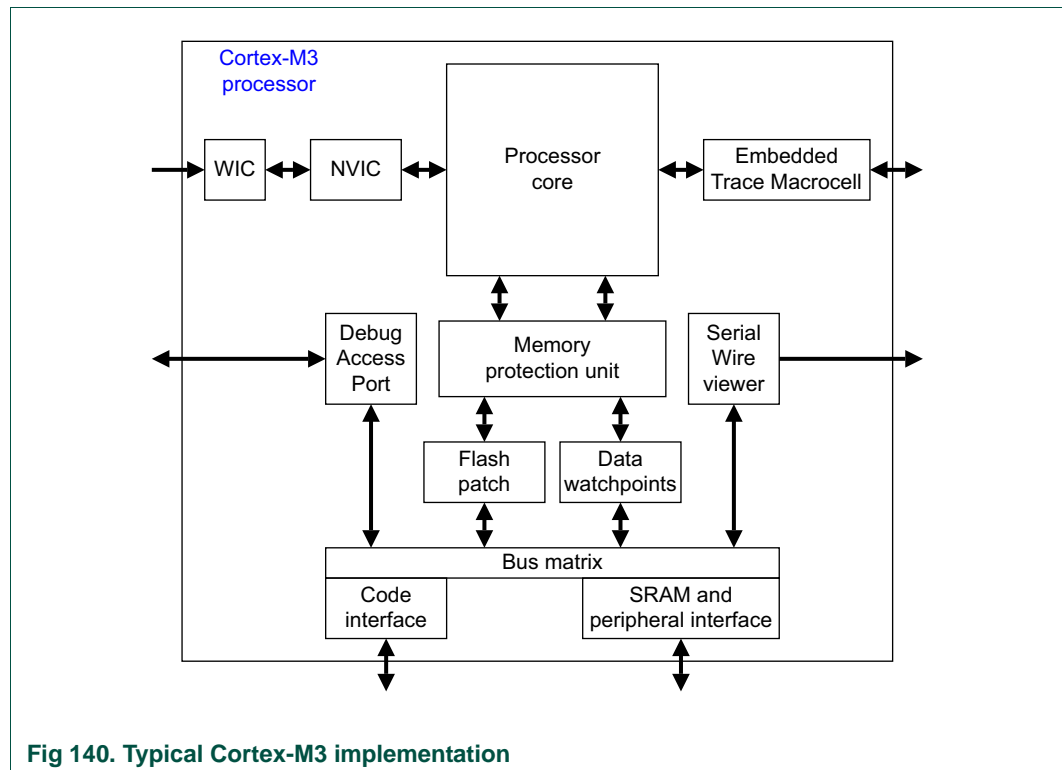 Cortex-M3
processor
WIC
NVIC
Processor
core
Embedded
Trace Macrocell
Debug
Access
Port
Memory
protection unit
Serial
Wire
viewer
Flash
patch
Data
watchpoints
Bus matrix
Code
interface
SRAM and
peripheral interface
Fig 140. Typical Cortex-M3 implementation